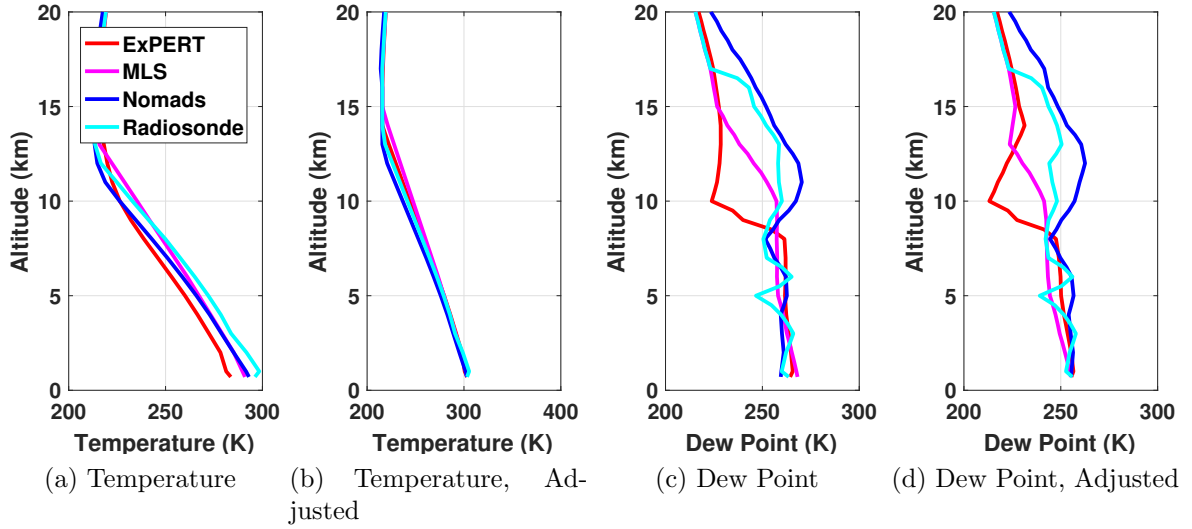 20
15
10
5
0
200
250
300
Altitude (km)
Temperature (K)
ExPERT
MLS
Nomads
Radiosonde
(a) Temperature
20
15
10
5
0
200
300
400
Altitude (km)
Temperature (K)
(b) Temperature, Ad-
justed
20
15
10
5
0
200
250
300
Altitude (km)
Dew Point (K)
(c) Dew Point
20
15
10
5
0
200
250
300
Altitude (km)
Dew Point (K)
(d) Dew Point, Adjusted